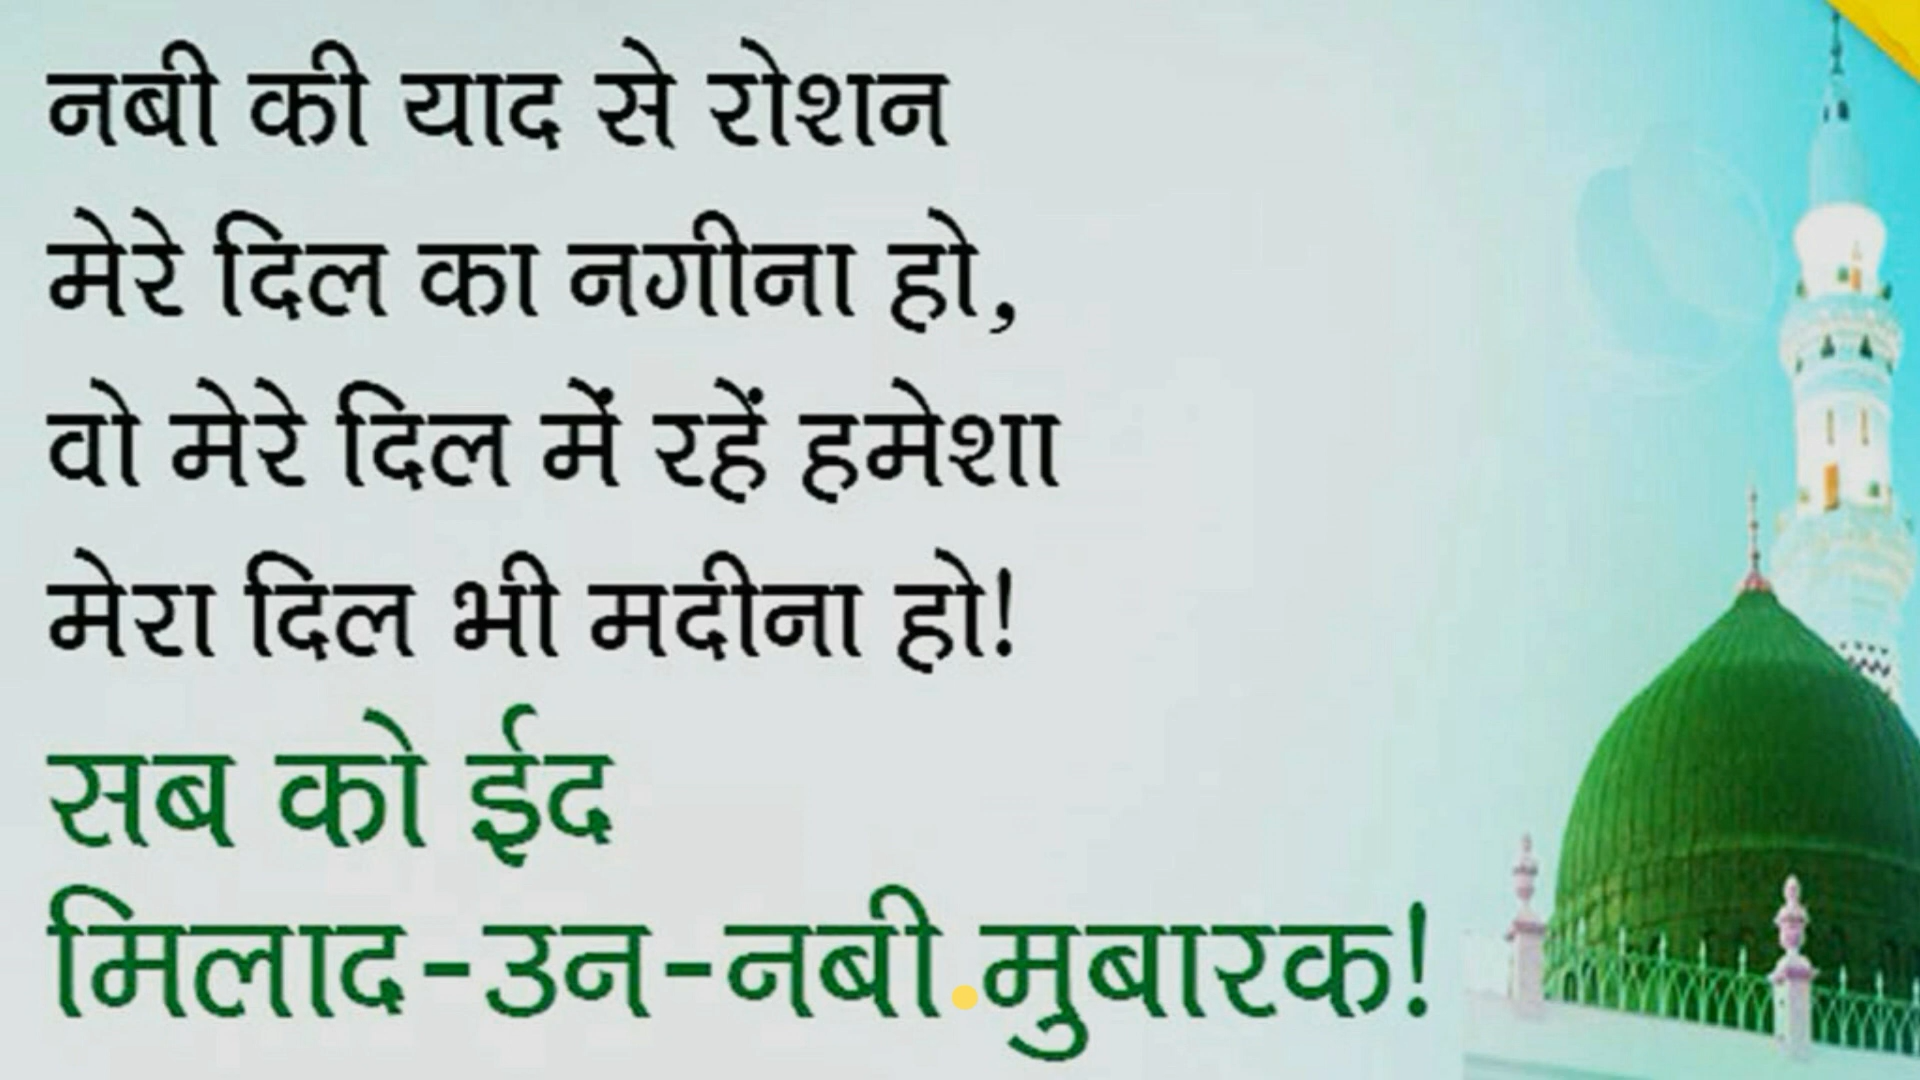 नबी की याद से रोशन
मेरे दिल का नगीना हो,
वो मेरे दिल में रहें हमेशा
मेरा दिल भी मदीना हो!
सब को ईद
मिलाद-उन-नबी मुबारक!